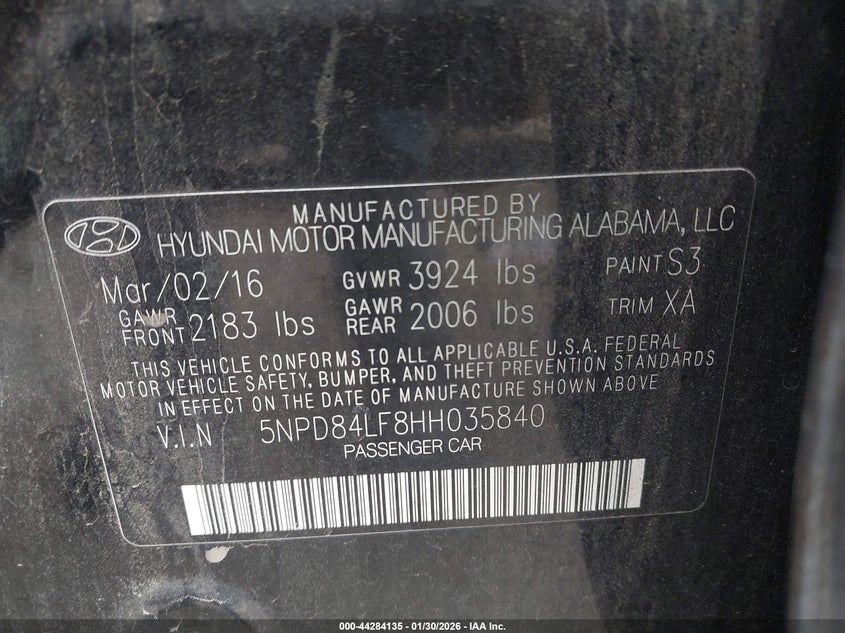 MANUFACTURED BY
HYUNDAI MOTOR MANUFACTURING ALABAMA, LLC
Mar/02/16 GVWR 3924 lbs PAINT S3
GAWR FRONT 2183 lbs GAWR REAR 2006 lbs TRIM XA
THIS VEHICLE CONFORMS TO ALL APPLICABLE U.S.A. FEDERAL
MOTOR VEHICLE SAFETY, BUMPER, AND THEFT PREVENTION STANDARDS
IN EFFECT ON THE DATE OF MANUFACTURE SHOWN ABOVE
V.I.N 5NPD84LF8HH035840
PASSENGER CAR
000-44284135 - 01/30/2026 - IAA Inc.